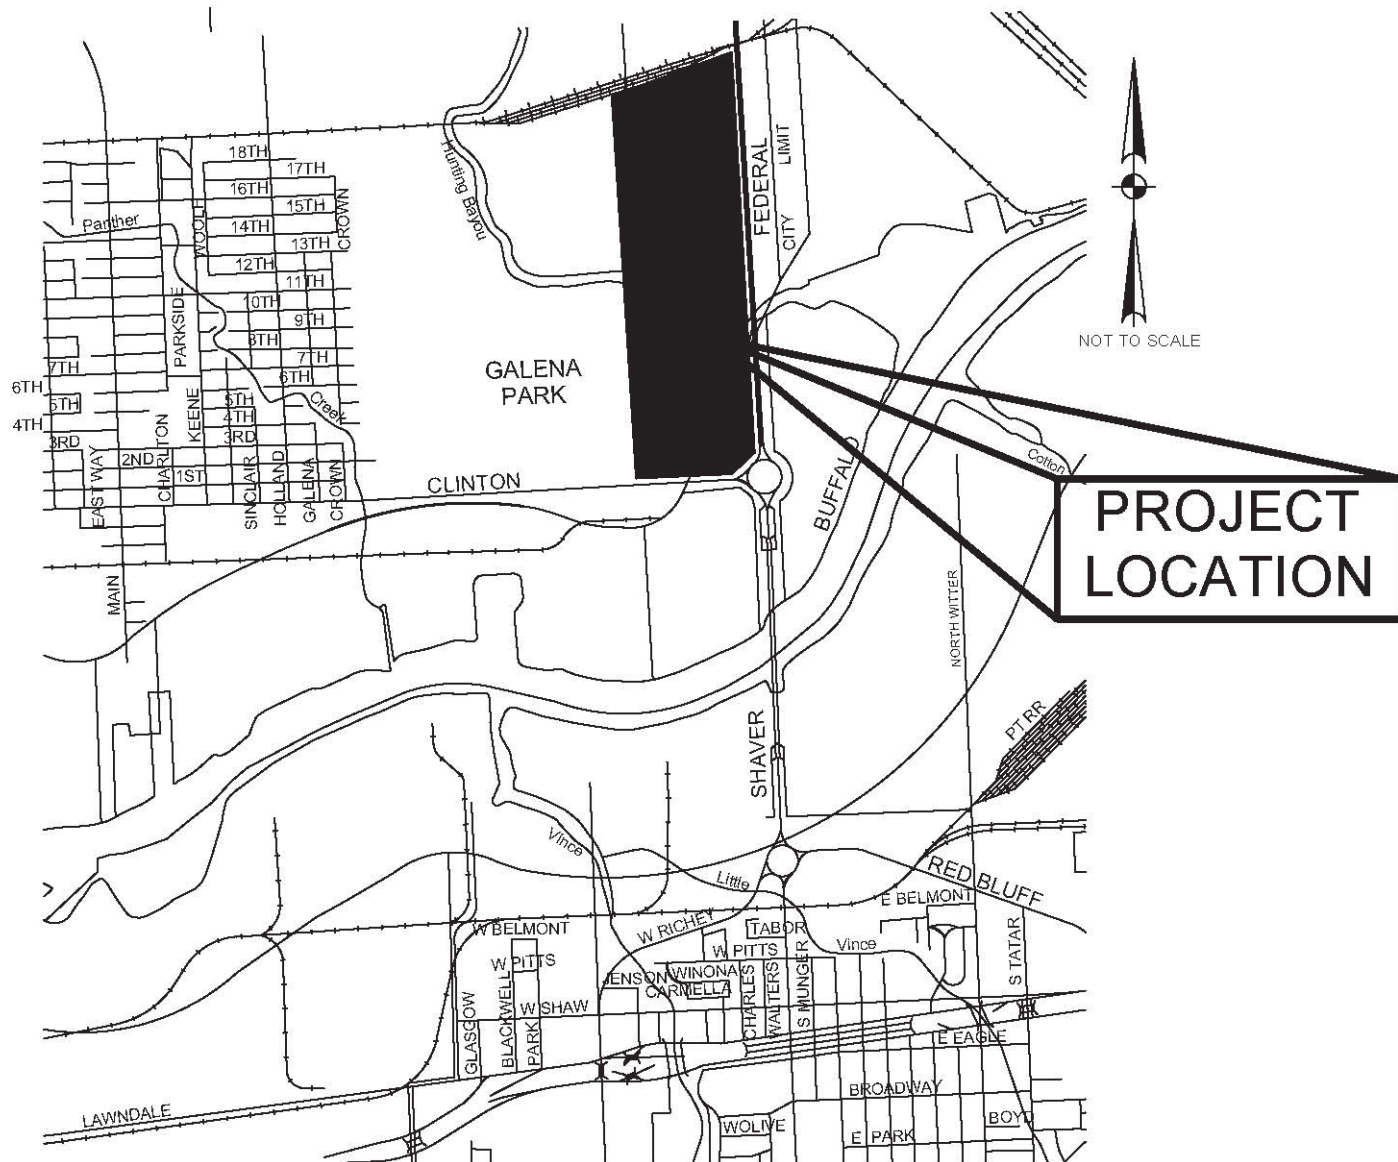 18TH
17TH
16TH
15TH
14TH
13TH
12TH
11TH
10TH
9TH
8TH
7TH
6TH
5TH
4TH
3RD
CROWN
Panther
PARKSIDE
KEENE
7TH
6TH
5TH
4TH
3RD
2ND
1ST
EASTWAY
CHARLTON
SINCLAIR
HOLLAND
GALENA
CROWN
Creek
MAIN
Hunting Bayou
GALENA
PARK
CLINTON
FEDERAL
CITY LIMIT
NOT TO SCALE
BUFFALO
Cotton
PROJECT
LOCATION
NORTH WITTER
PT RR
SHAVER
Vince
Little
RED BLUFF
E BELMONT
W BELMONT
W RICHEY
TABOR
W PITTS
W PITTS
Vince
S TATAR
JENSON
WINONA
CARMELLA
CHARLES
WALTERS
S MUNGER
W SHAW
GLASGOW
BLACKWELL
PARK
E EAGLE
BROADWAY
LAWNDALE
WOLIVE
E PARK
BOYD